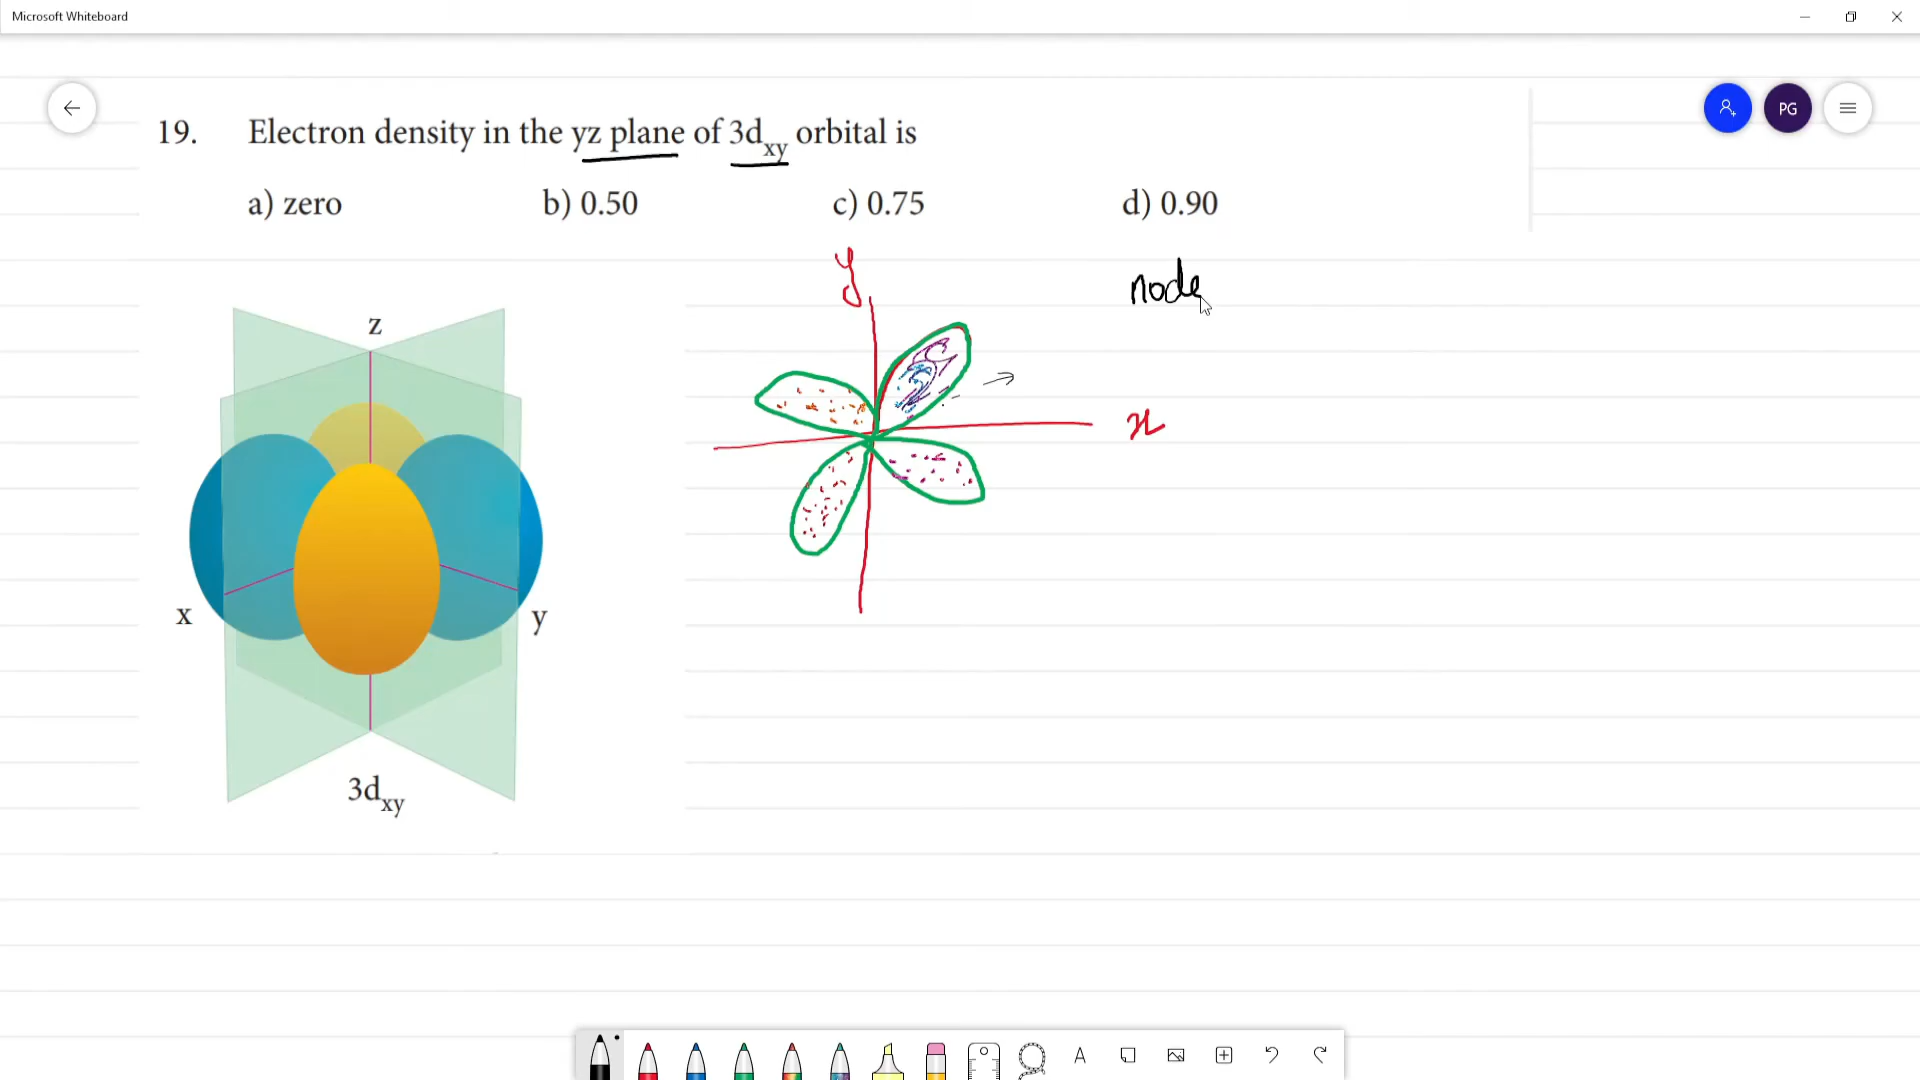 Microsoft Whiteboard
PG
19. Electron density in the yz plane of 3dxy orbital is
a) zero b) 0.50 c) 0.75 d) 0.90
y
node
z
x
x y
3dxy
A